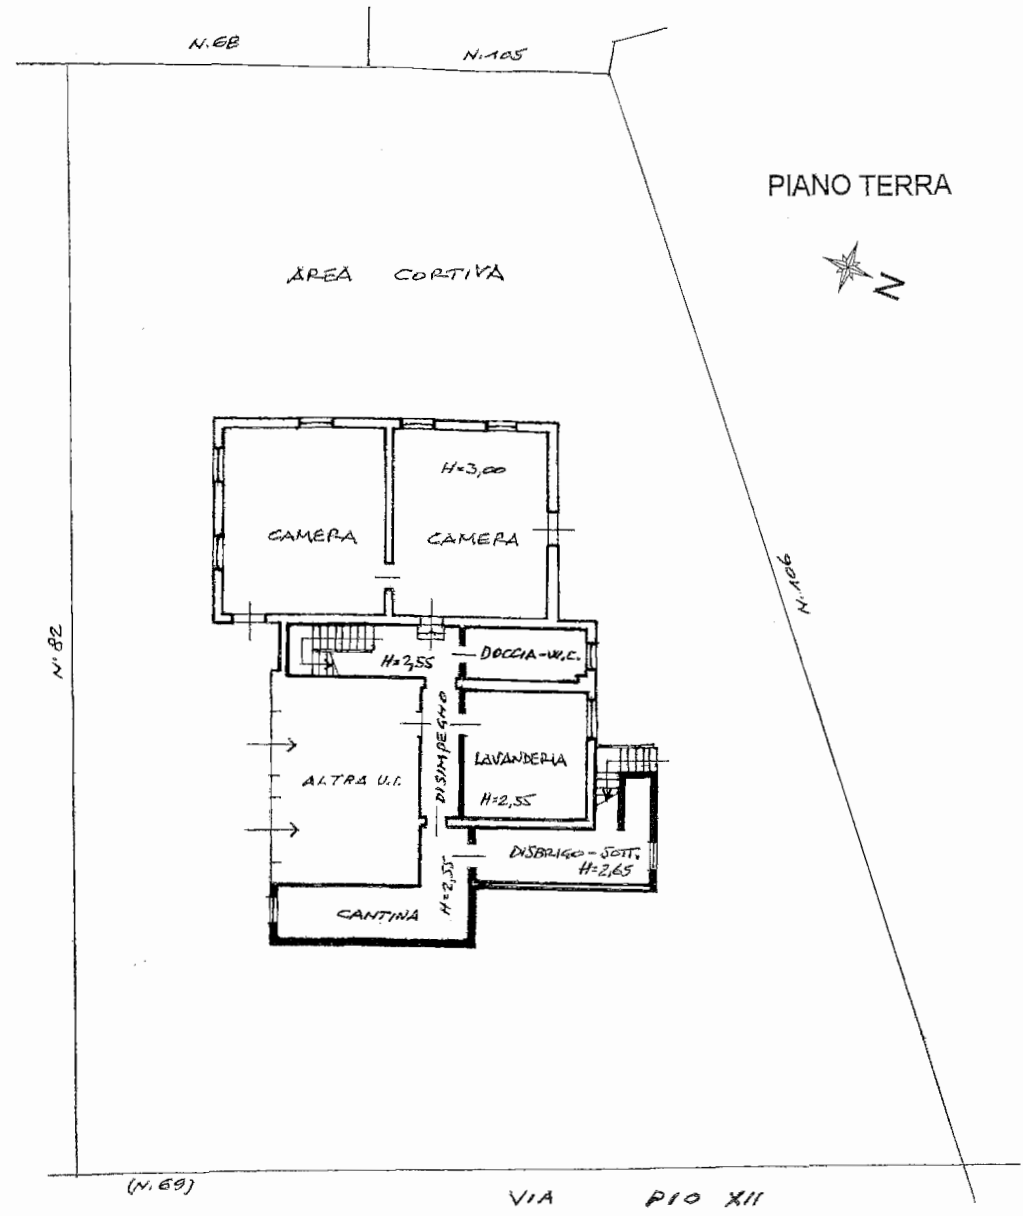 N.68
N.105
PIANO TERRA
N
AREA CORTIVA
H=3,00
CAMERA
CAMERA
N.106
N.82
H=2,55
DOCCIA-W.C.
DISIMPEGNO
LAVANDERIA
ALTRA U.I.
H=2,55
DISBRIGO-SOTT.
H=2,65
H=2,55
CANTINA
(N.69)
VIA PIO XII